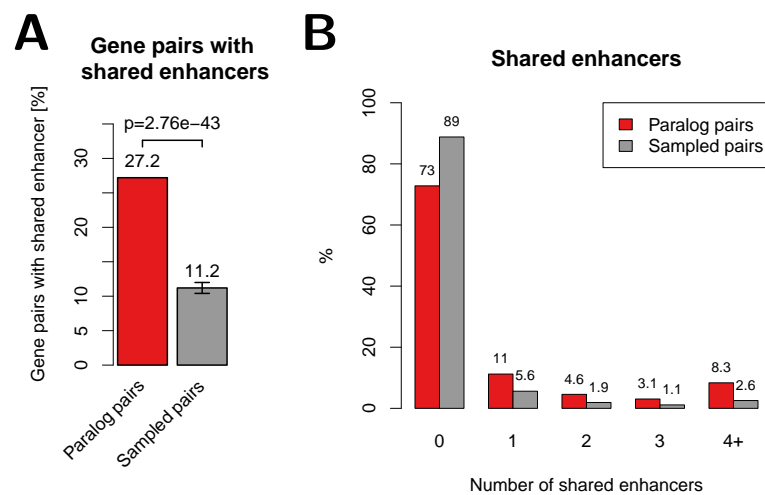 A
Gene pairs with
shared enhancers
Gene pairs with shared enhancer [%]
p=2.76e−43
27.2
11.2
30
20
10
5
0
Paralog pairs
Sampled pairs
B
Shared enhancers
Paralog pairs
Sampled pairs
%
100
80
60
40
20
0
73
89
11
5.6
4.6
1.9
3.1
1.1
8.3
2.6
0
1
2
3
4+
Number of shared enhancers